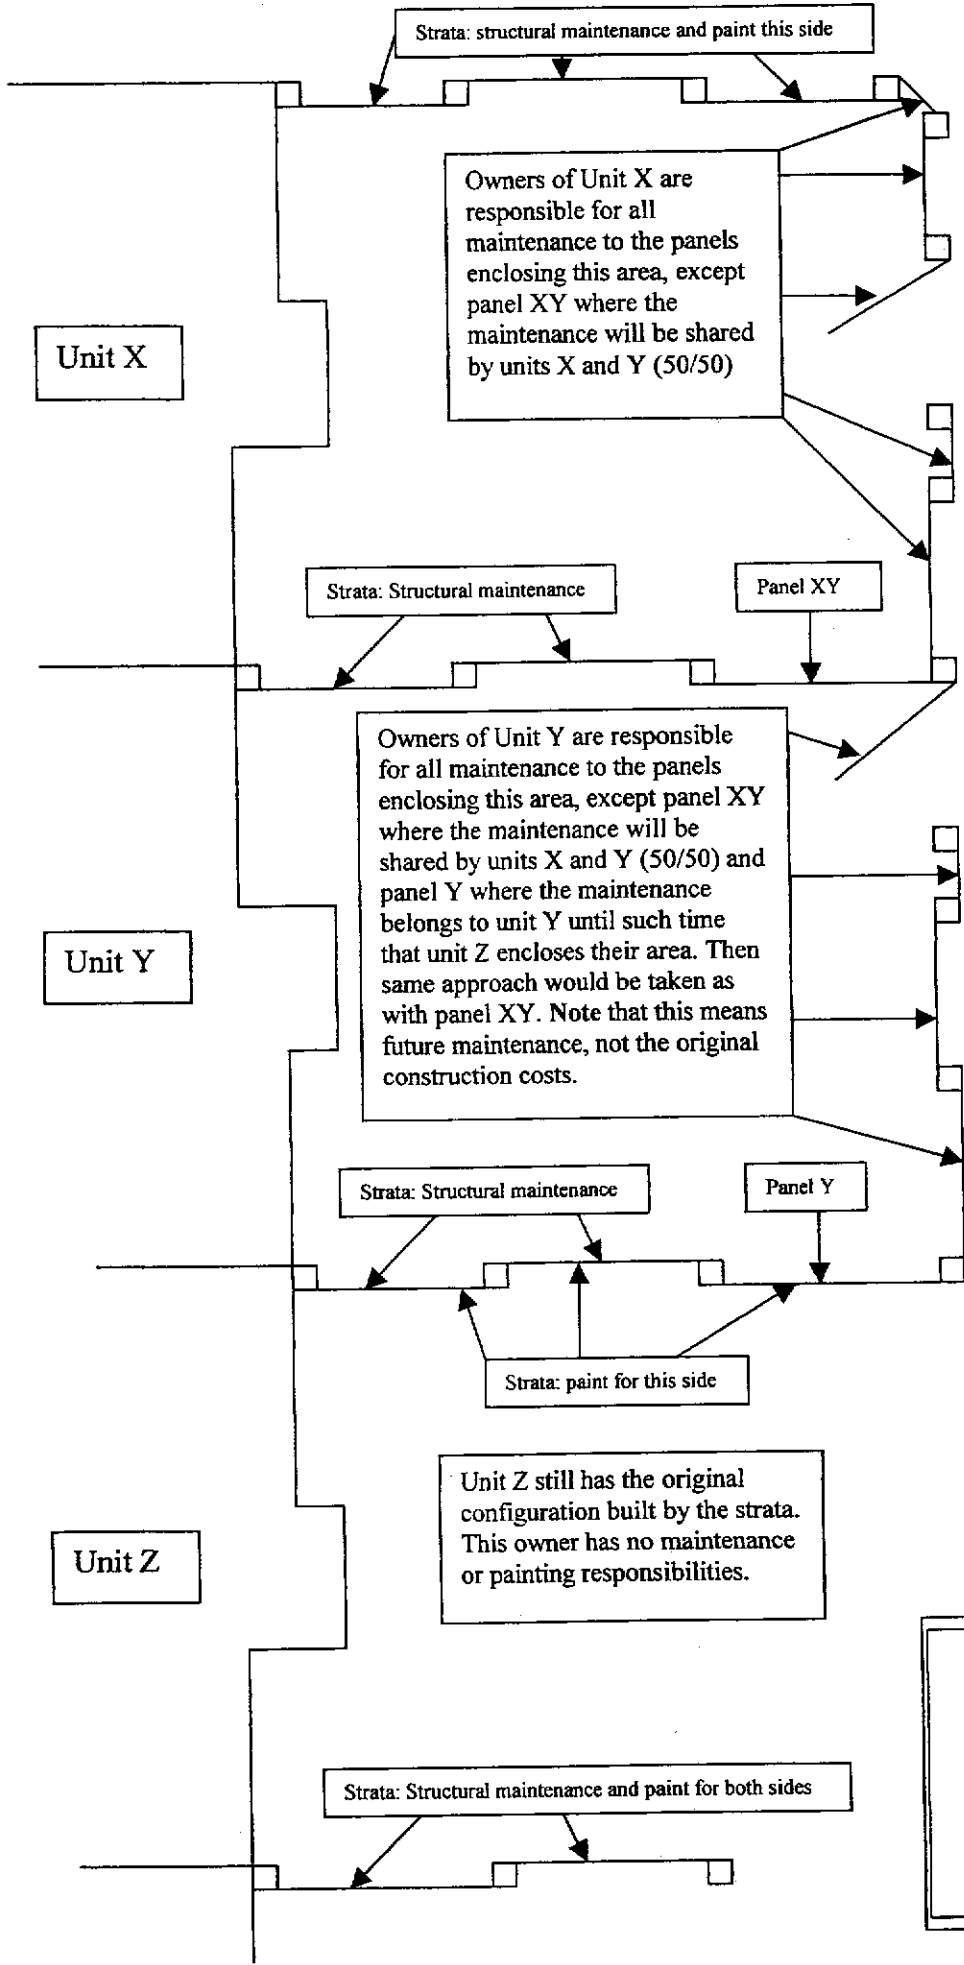 Strata: structural maintenance and paint this side
Owners of Unit X are
responsible for all
maintenance to the panels
enclosing this area, except
panel XY where the
maintenance will be shared
by units X and Y (50/50)
Unit X
Strata: Structural maintenance
Panel XY
Owners of Unit Y are responsible
for all maintenance to the panels
enclosing this area, except panel XY
where the maintenance will be
shared by units X and Y (50/50) and
panel Y where the maintenance
belongs to unit Y until such time
that unit Z encloses their area. Then
same approach would be taken as
with panel XY. Note that this means
future maintenance, not the original
construction costs.
Unit Y
Strata: Structural maintenance
Panel Y
Strata: paint for this side
Unit Z still has the original
configuration built by the strata.
This owner has no maintenance
or painting responsibilities.
Unit Z
Strata: Structural maintenance and paint for both sides